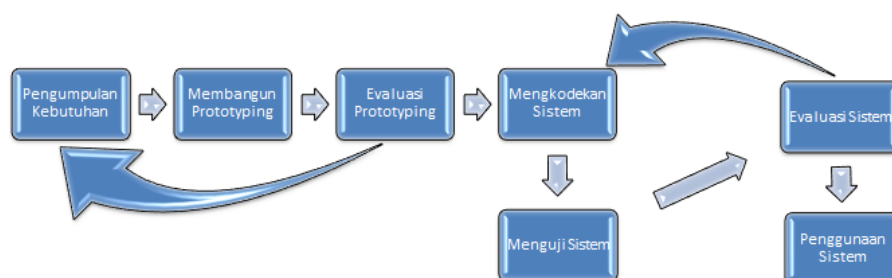 Pengumpulan
Kebutuhan
Membangun
Prototyping
Evaluasi
Prototyping
Mengkodekan
Sistem
Menguji Sistem
Evaluasi Sistem
Penggunaan
Sistem